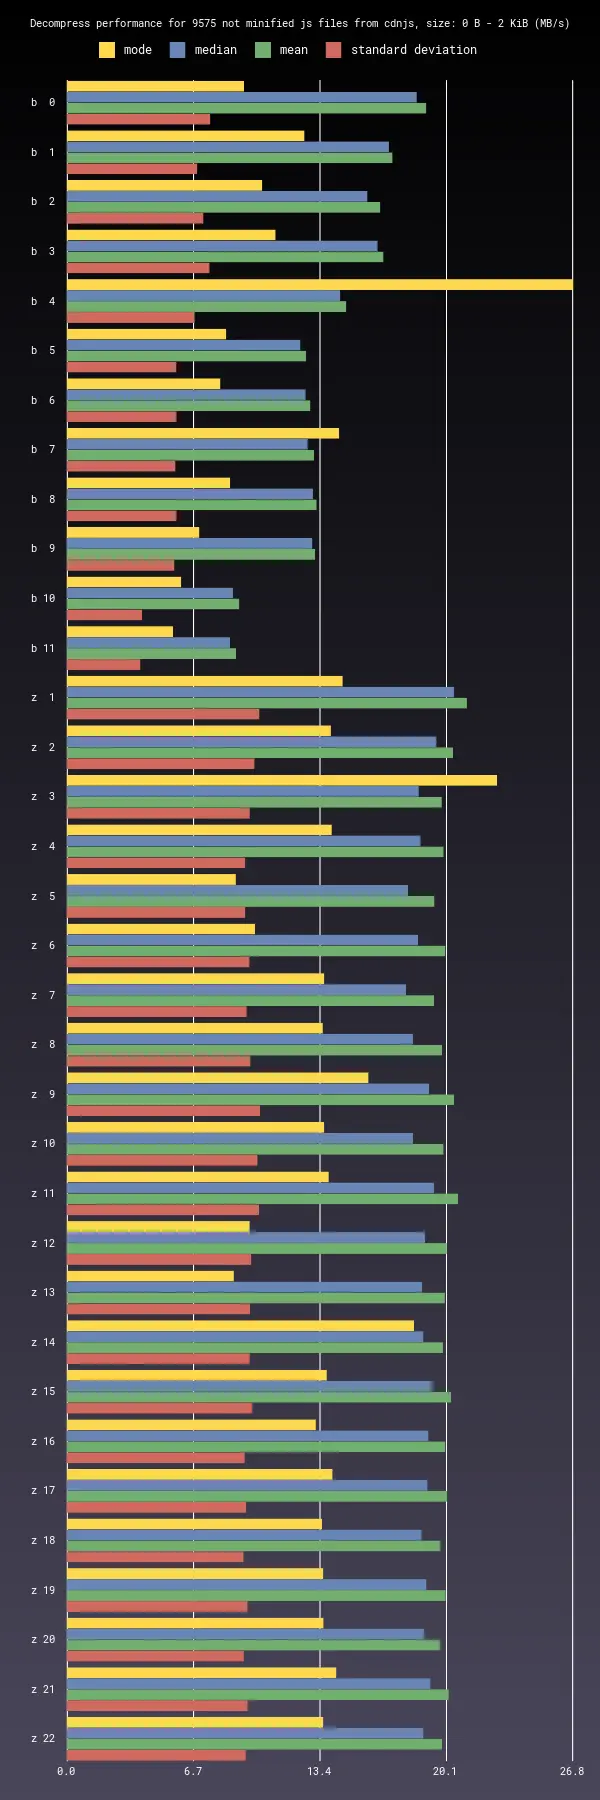 Decompress performance for 9575 not minified js files from cdnjs, size: 0 B - 2 KiB (MB/s)
mode median mean standard deviation
b 0
b 1
b 2
b 3
b 4
b 5
b 6
b 7
b 8
b 9
b 10
b 11
z 1
z 2
z 3
z 4
z 5
z 6
z 7
z 8
z 9
z 10
z 11
z 12
z 13
z 14
z 15
z 16
z 17
z 18
z 19
z 20
z 21
z 22
0.0 6.7 13.4 20.1 26.8